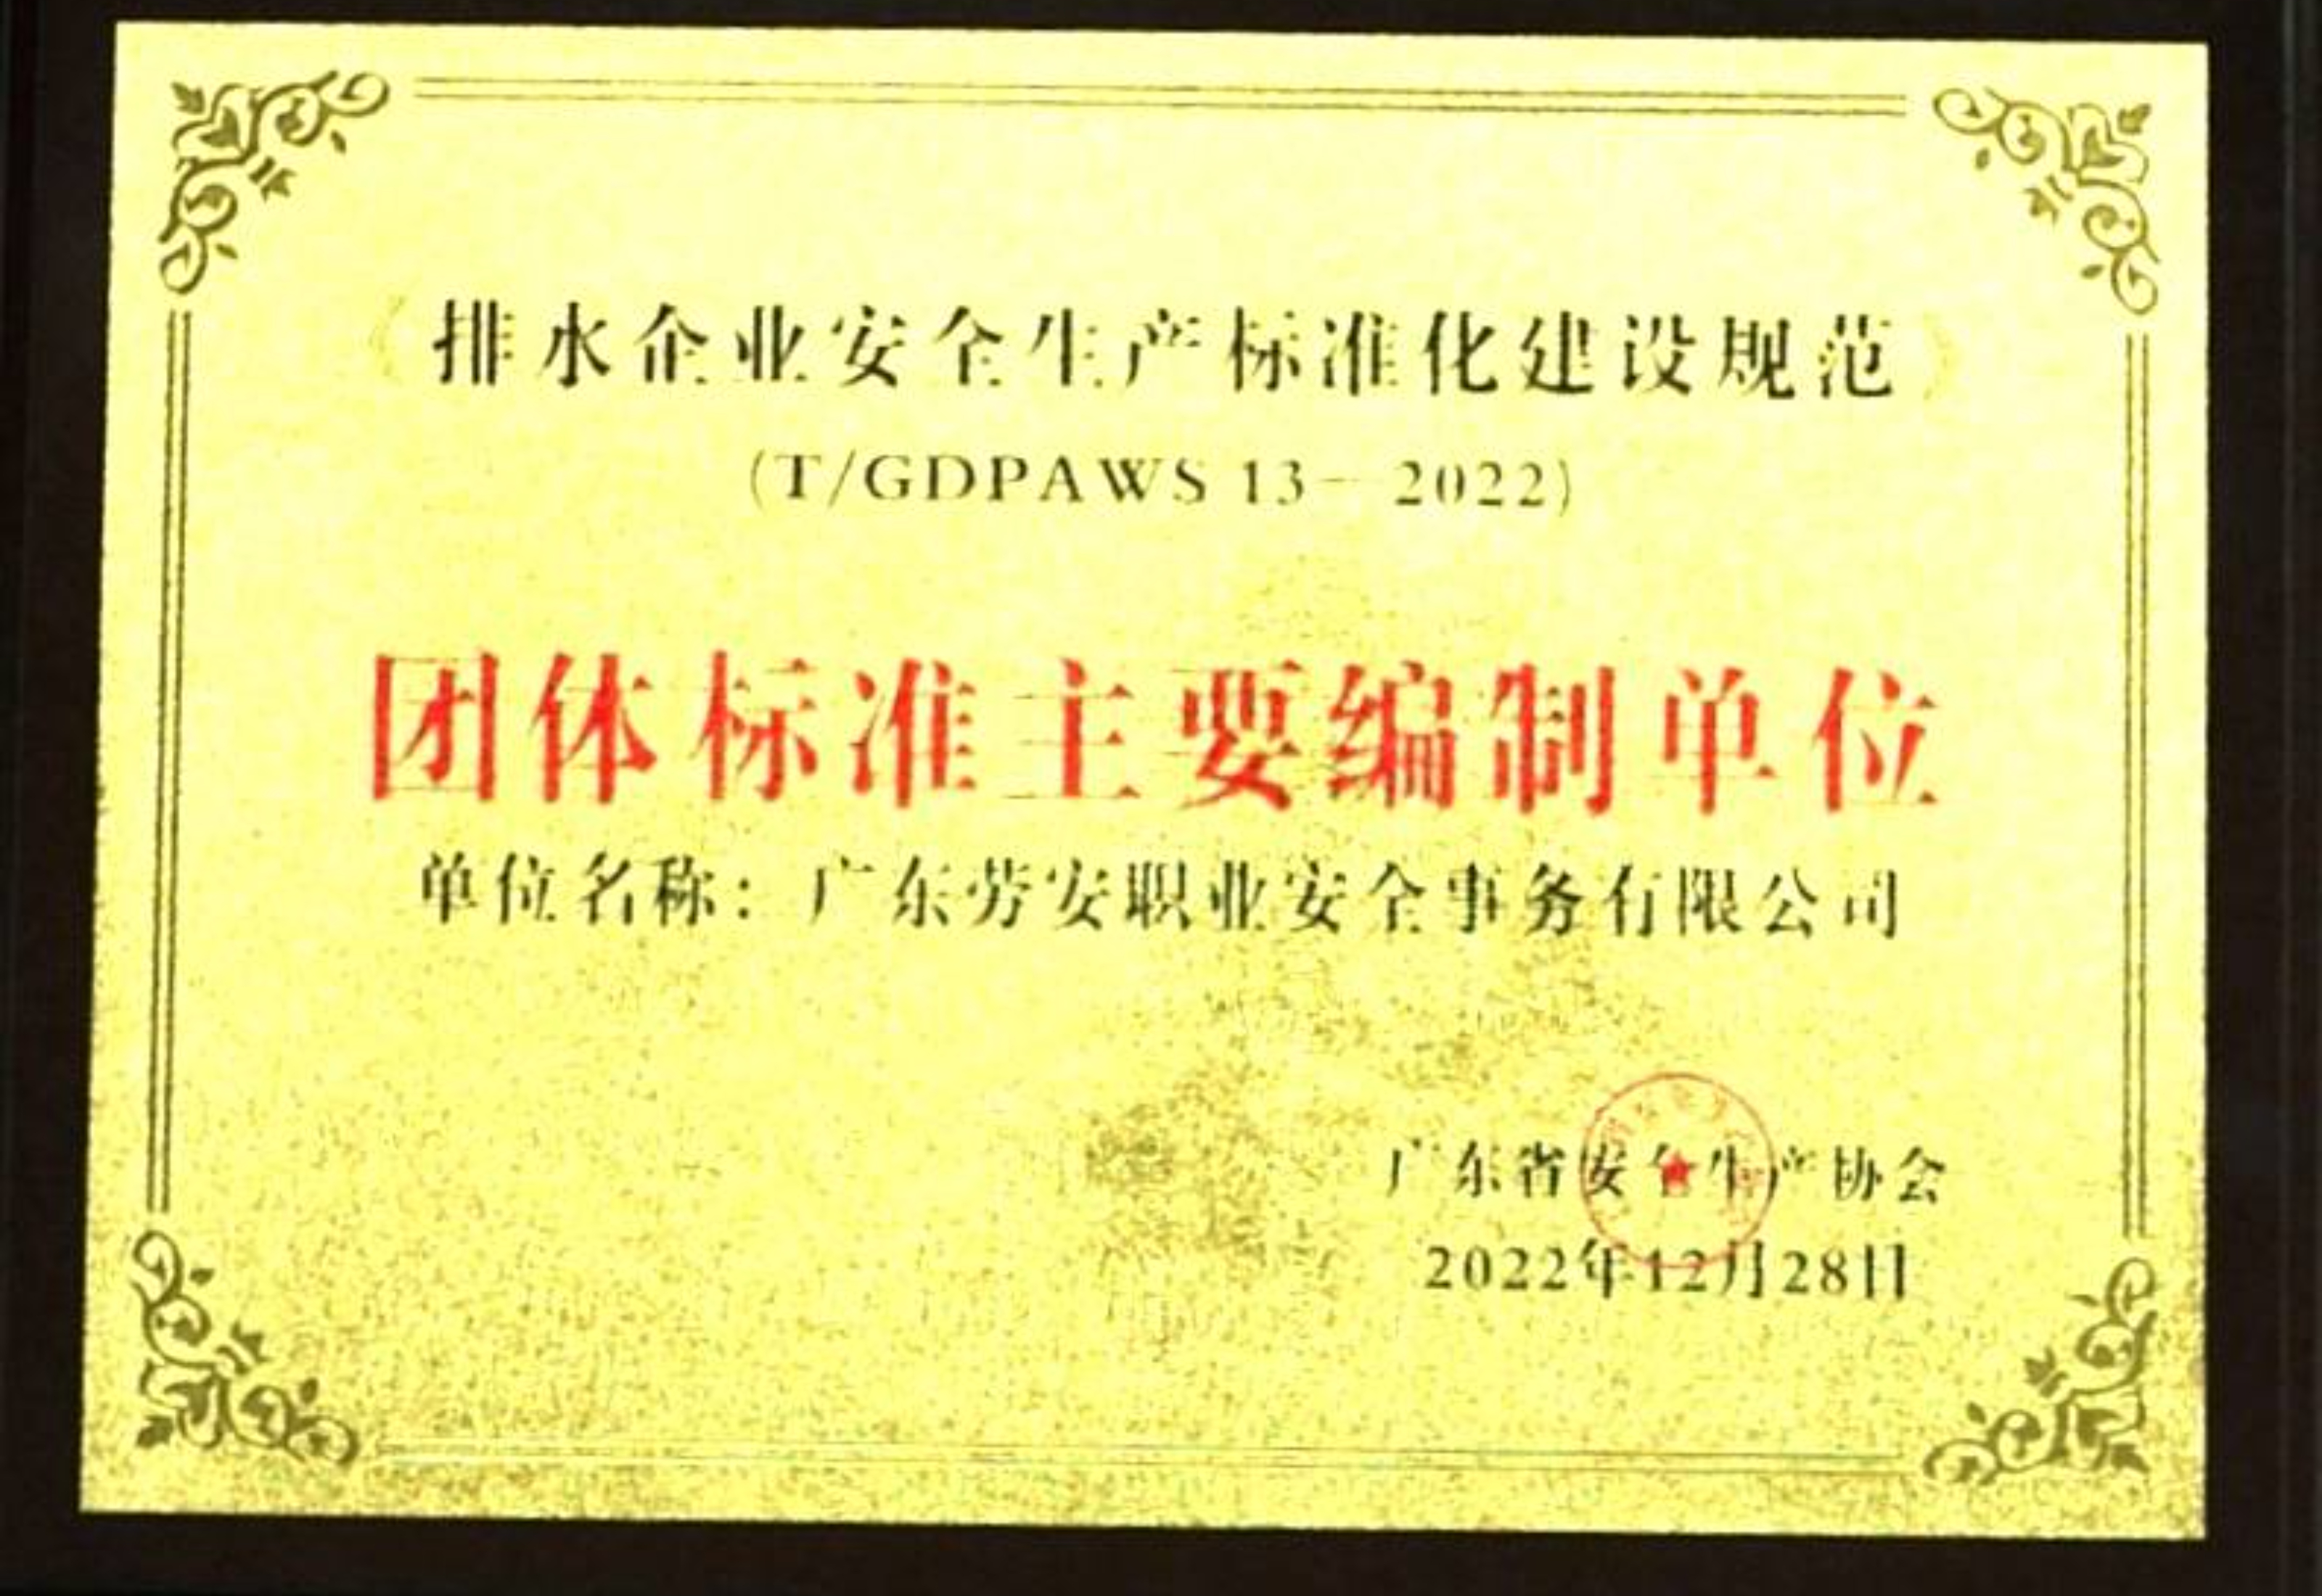 《排水企业安全生产标准化建设规范》
(T/GDPAWS 13—2022)
团体标准主要编制单位
单位名称：广东劳安职业安全事务有限公司
广东省安全生产协会
2022年12月28日